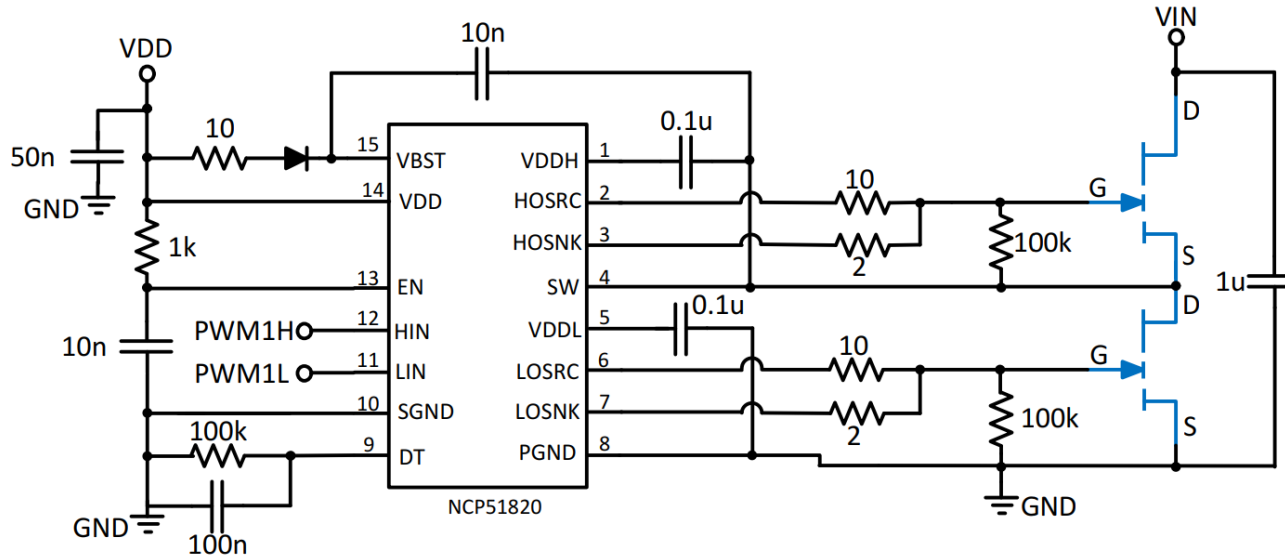 VDD
10n
VIN
50n
GND
10
1k
10n
PWM1H
PWM1L
100k
GND
100n
15 VBST
14 VDD
13 EN
12 HIN
11 LIN
10 SGND
9 DT
VDDH 1
HOSRC 2
HOSNK 3
SW 4
VDDL 5
LOSRC 6
LOSNK 7
PGND 8
NCP51820
0.1u
10
2
100k
0.1u
10
2
100k
GND
G
D
S
G
D
S
1u